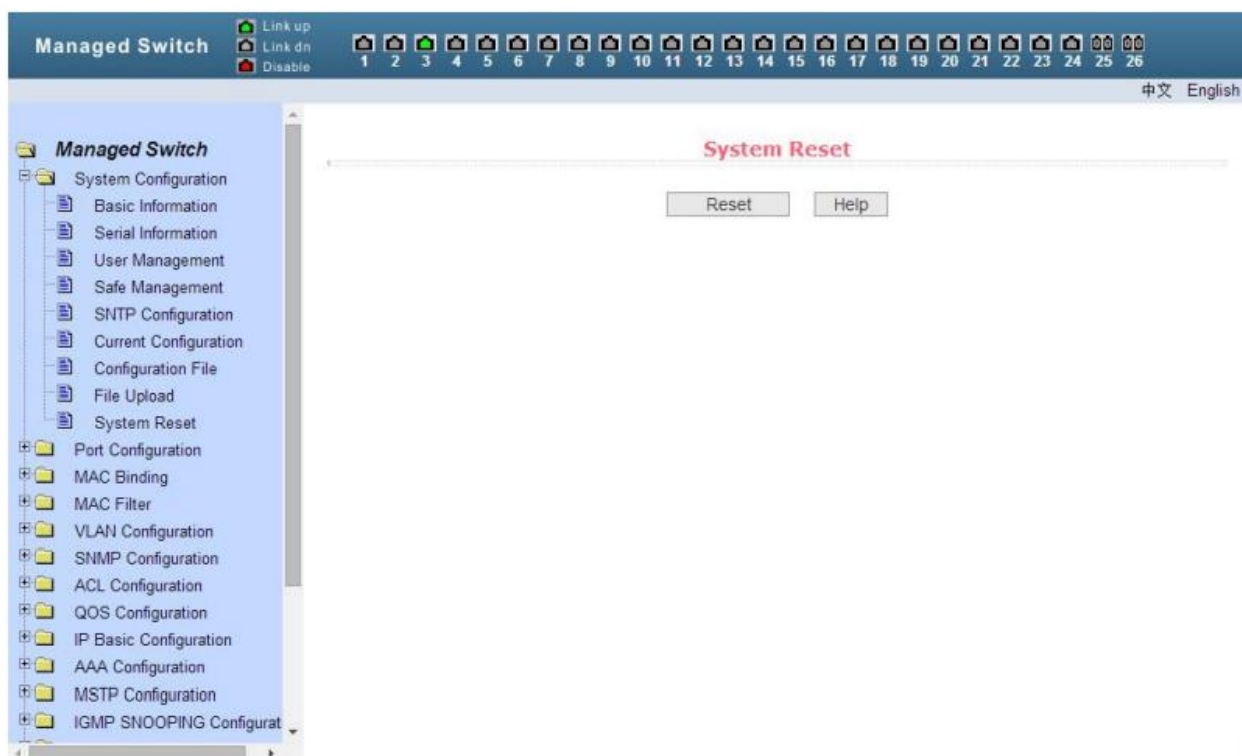 Managed Switch
Link up
Link dn
Disable
1 2 3 4 5 6 7 8 9 10 11 12 13 14 15 16 17 18 19 20 21 22 23 24 25 26
中文 English
Managed Switch
System Configuration
Basic Information
Serial Information
User Management
Safe Management
SNTP Configuration
Current Configuration
Configuration File
File Upload
System Reset
Port Configuration
MAC Binding
MAC Filter
VLAN Configuration
SNMP Configuration
ACL Configuration
QOS Configuration
IP Basic Configuration
AAA Configuration
MSTP Configuration
IGMP SNOOPING Configurat
System Reset
Reset Help